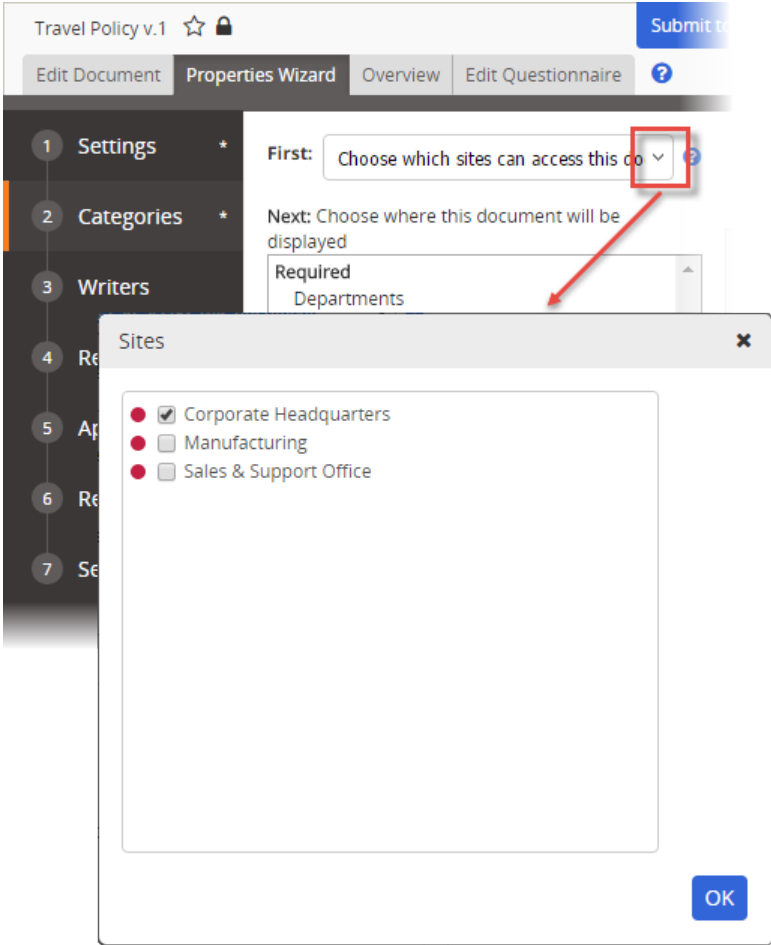 Travel Policy v.1
Submit t
Edit Document Properties Wizard Overview Edit Questionnaire ?
1 Settings *
First: Choose which sites can access this do ?
2 Categories *
Next: Choose where this document will be
displayed
Required
Departments
3 Writers
4 Re
5 Ap
6 Re
7 Se
Sites
Corporate Headquarters
Manufacturing
Sales & Support Office
OK